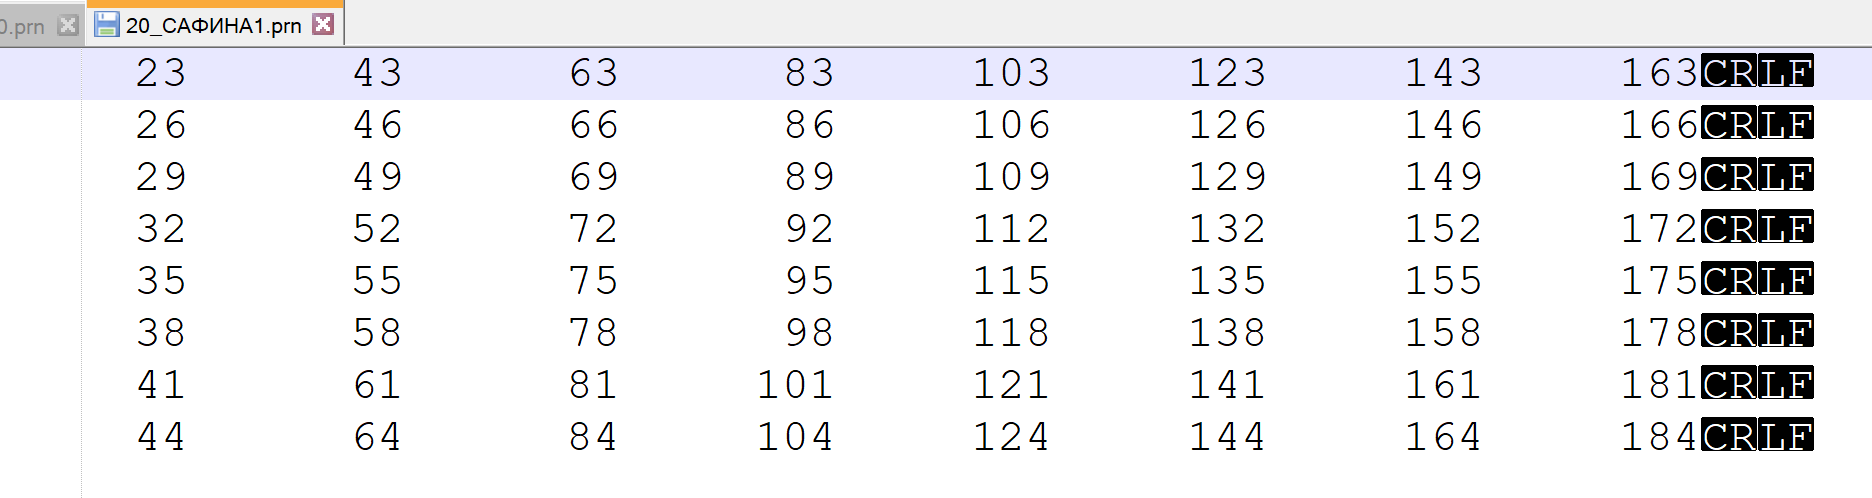 0.prn 20_САФИНА1.prn
23 43 63 83 103 123 143 163CRLF
26 46 66 86 106 126 146 166CRLF
29 49 69 89 109 129 149 169CRLF
32 52 72 92 112 132 152 172CRLF
35 55 75 95 115 135 155 175CRLF
38 58 78 98 118 138 158 178CRLF
41 61 81 101 121 141 161 181CRLF
44 64 84 104 124 144 164 184CRLF